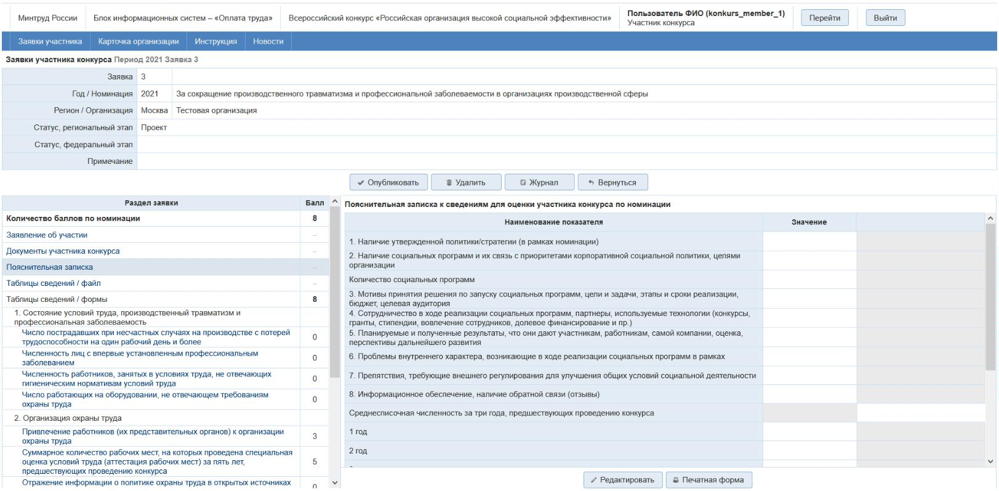 Минтруд России
Блок информационных систем – «Оплата труда»
Всероссийский конкурс «Российская организация высокой социальной эффективности»
Пользователь ФИО (konkurs_member_1)
Участник конкурса
Перейти
Выйти
Заявки участника
Карточка организации
Инструкция
Новости
Заявки участника конкурса Период 2021 Заявка 3
Заявка 3
Год / Номинация 2021 За сокращение производственного травматизма и профессиональной заболеваемости в организациях производственной сферы
Регион / Организация Москва Тестовая организация
Статус, региональный этап Проект
Статус, федеральный этап
Примечание
Опубликовать
Удалить
Журнал
Вернуться
Раздел заявки Балл
Количество баллов по номинации 8
Заявление об участии –
Документы участника конкурса –
Пояснительная записка –
Таблицы сведений / файл –
Таблицы сведений / формы 8
1. Состояние условий труда, производственный травматизм и
профессиональная заболеваемость
Число пострадавших при несчастных случаях на производстве с потерей
трудоспособности на один рабочий день и более 0
Численность лиц с впервые установленным профессиональным
заболеванием 0
Численность работников, занятых в условиях труда, не отвечающих
гигиеническим нормативам условий труда 0
Число работающих на оборудовании, не отвечающем требованиям
охраны труда 0
2. Организация охраны труда
Привлечение работников (их представительных органов) к организации
охраны труда 3
Суммарное количество рабочих мест, на которых проведена специальная
оценка условий труда (аттестация рабочих мест) за пять лет,
предшествующих проведению конкурса 5
Отражение информации о политике охраны труда в открытых источниках 0
Пояснительная записка к сведениям для оценки участника конкурса по номинации
Наименование показателя Значение
1. Наличие утвержденной политики/стратегии (в рамках номинации)
2. Наличие социальных программ и их связь с приоритетами корпоративной социальной политики, целями
организации
Количество социальных программ
3. Мотивы принятия решения по запуску социальных программ, цели и задачи, этапы и сроки реализации,
бюджет, целевая аудитория
4. Сотрудничество в ходе реализации социальных программ, партнеры, используемые технологии (конкурсы,
гранты, стипендии, вовлечение сотрудников, долевое финансирование и пр.)
5. Планируемые и полученные результаты, что они дают участникам, работникам, самой компании, оценка,
перспективы дальнейшего развития
6. Проблемы внутреннего характера, возникающие в ходе реализации социальных программ в рамках
7. Препятствия, требующие внешнего регулирования для улучшения общих условий социальной деятельности
8. Информационное обеспечение, наличие обратной связи (отзывы)
Среднесписочная численность за три года, предшествующих проведению конкурса
1 год
2 год
Редактировать
Печатная форма